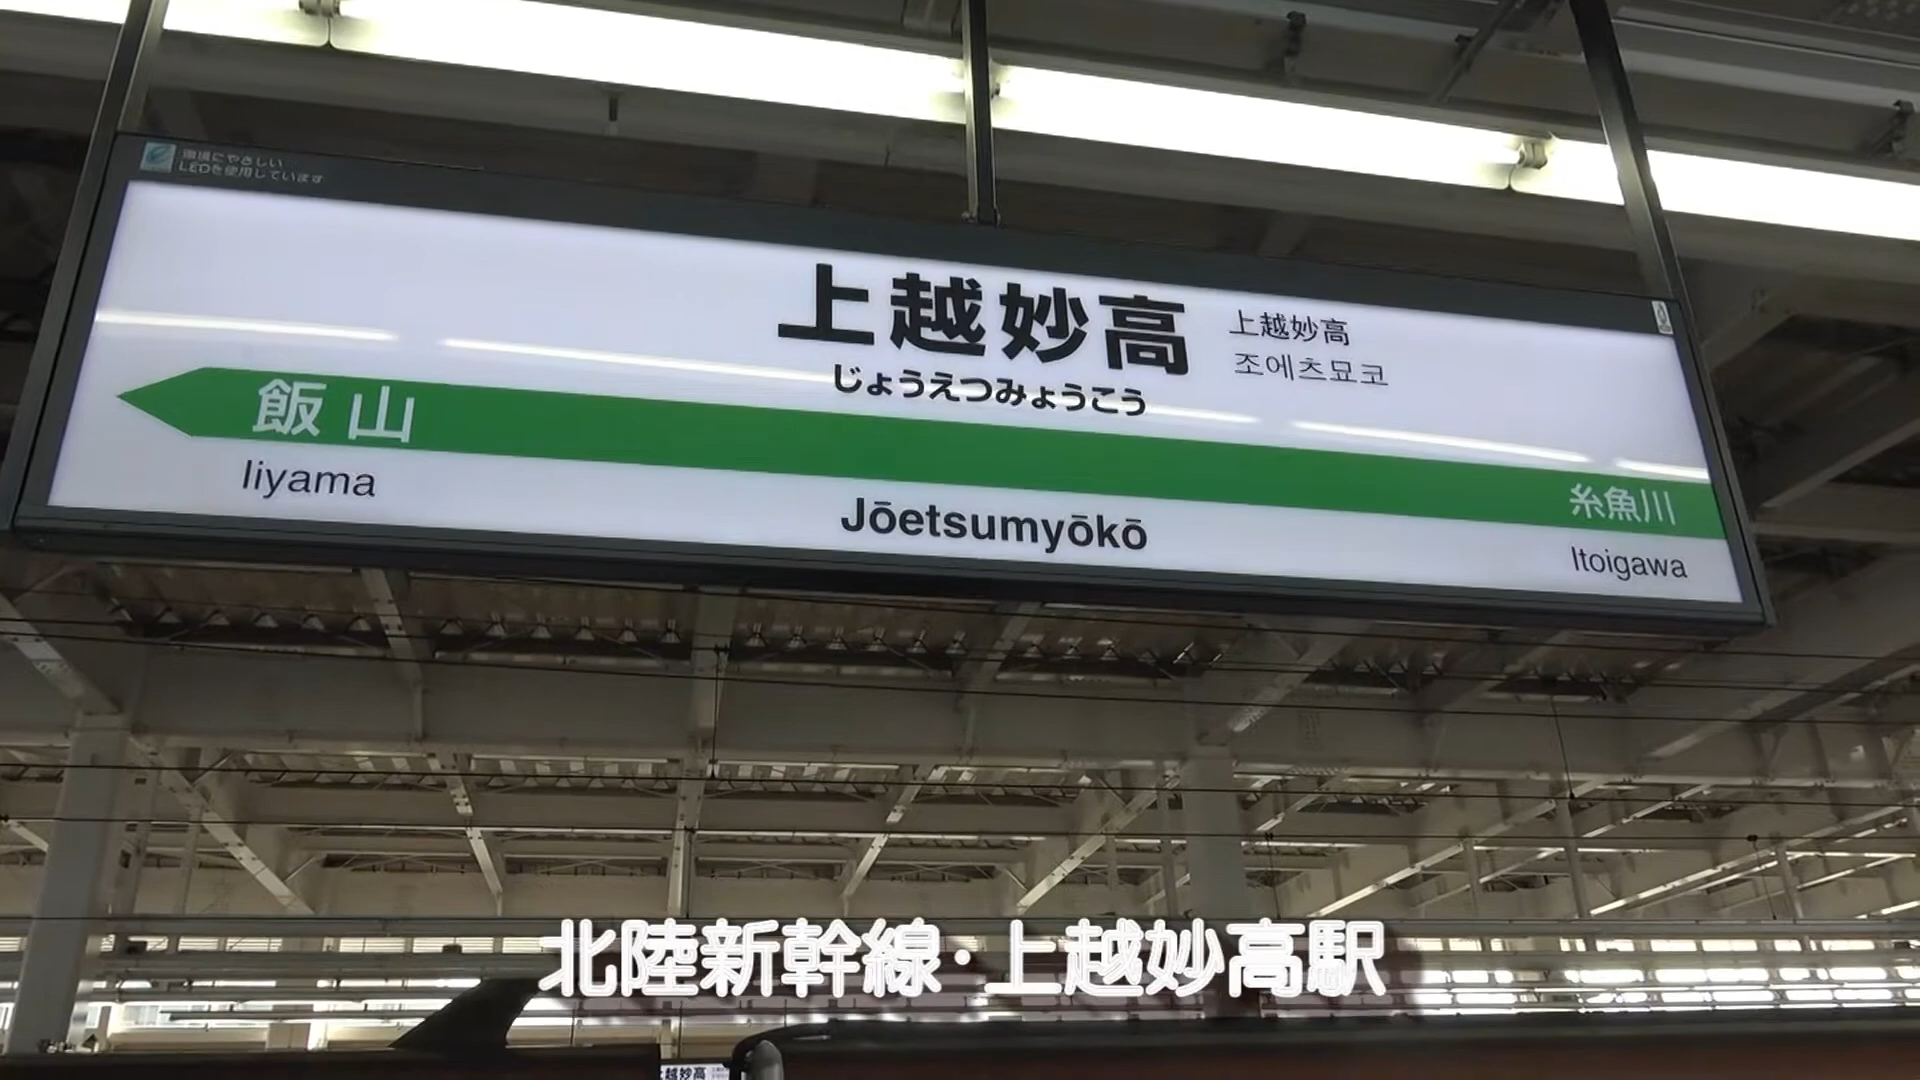 環境にやさしい
LEDを使用しています
上越妙高
上越妙高
조에츠묘코
じょうえつみょうこう
飯山
糸魚川
Iiyama
Jōetsumyōkō
Itoigawa
北陸新幹線・上越妙高駅
越妙高